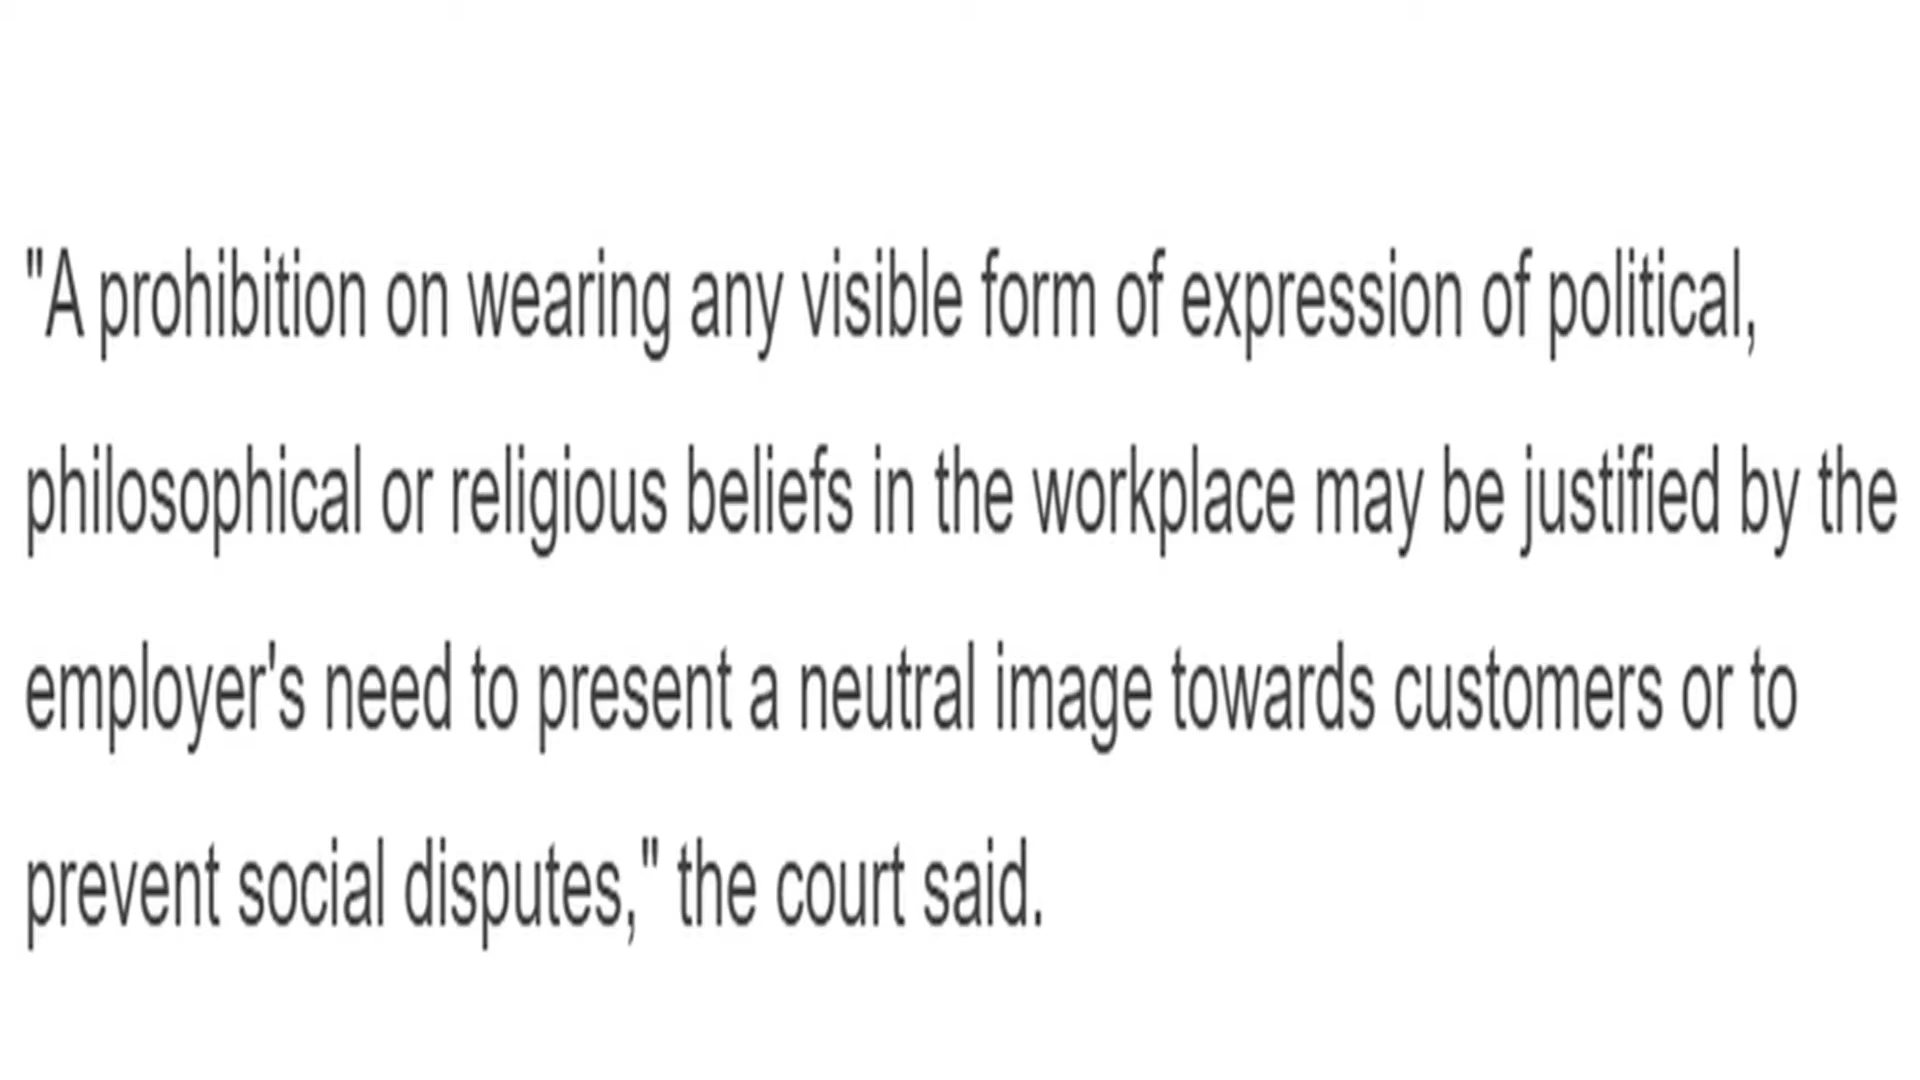 "A prohibition on wearing any visible form of expression of political,
philosophical or religious beliefs in the workplace may be justified by the
employer's need to present a neutral image towards customers or to
prevent social disputes," the court said.